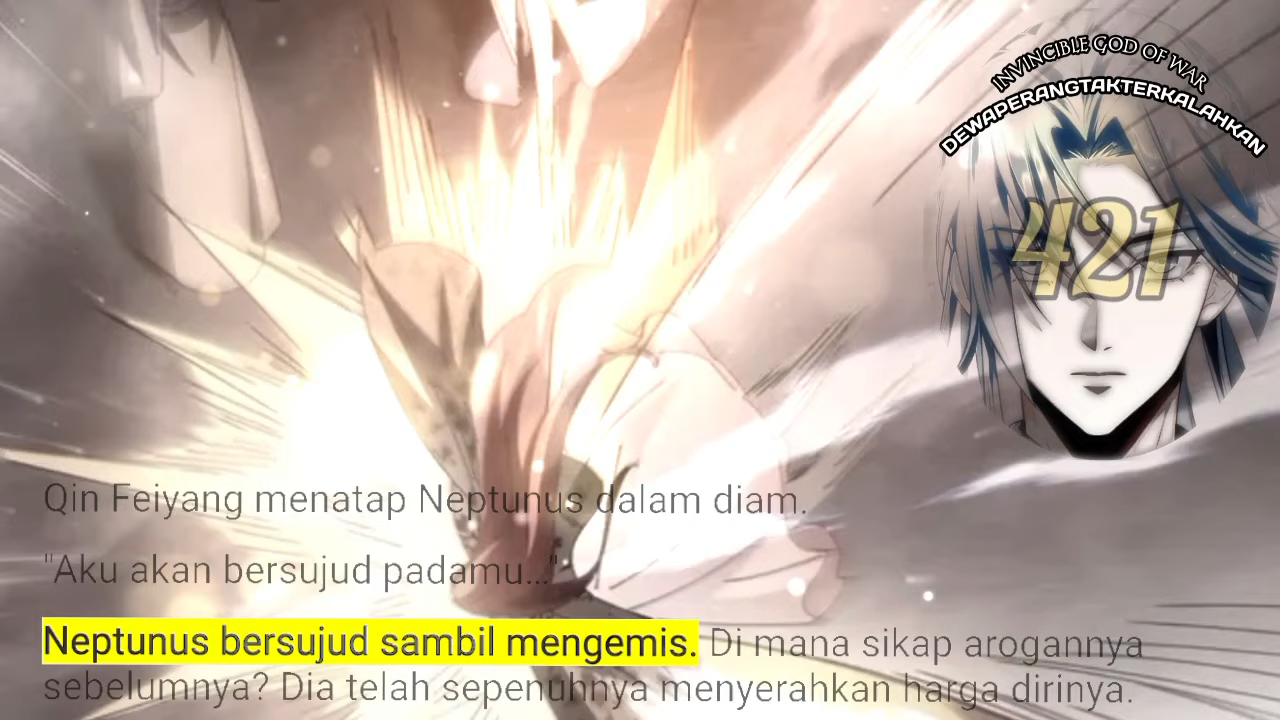 INVINCIBLE GOD OF WAR
DEWAPERANGTAKTERKALAHKAN
421
Qin Feiyang menatap Neptunus dalam diam.
"Aku akan bersujud padamu..."
Neptunus bersujud sambil mengemis. Di mana sikap arogannya
sebelumnya? Dia telah sepenuhnya menyerahkan harga dirinya.